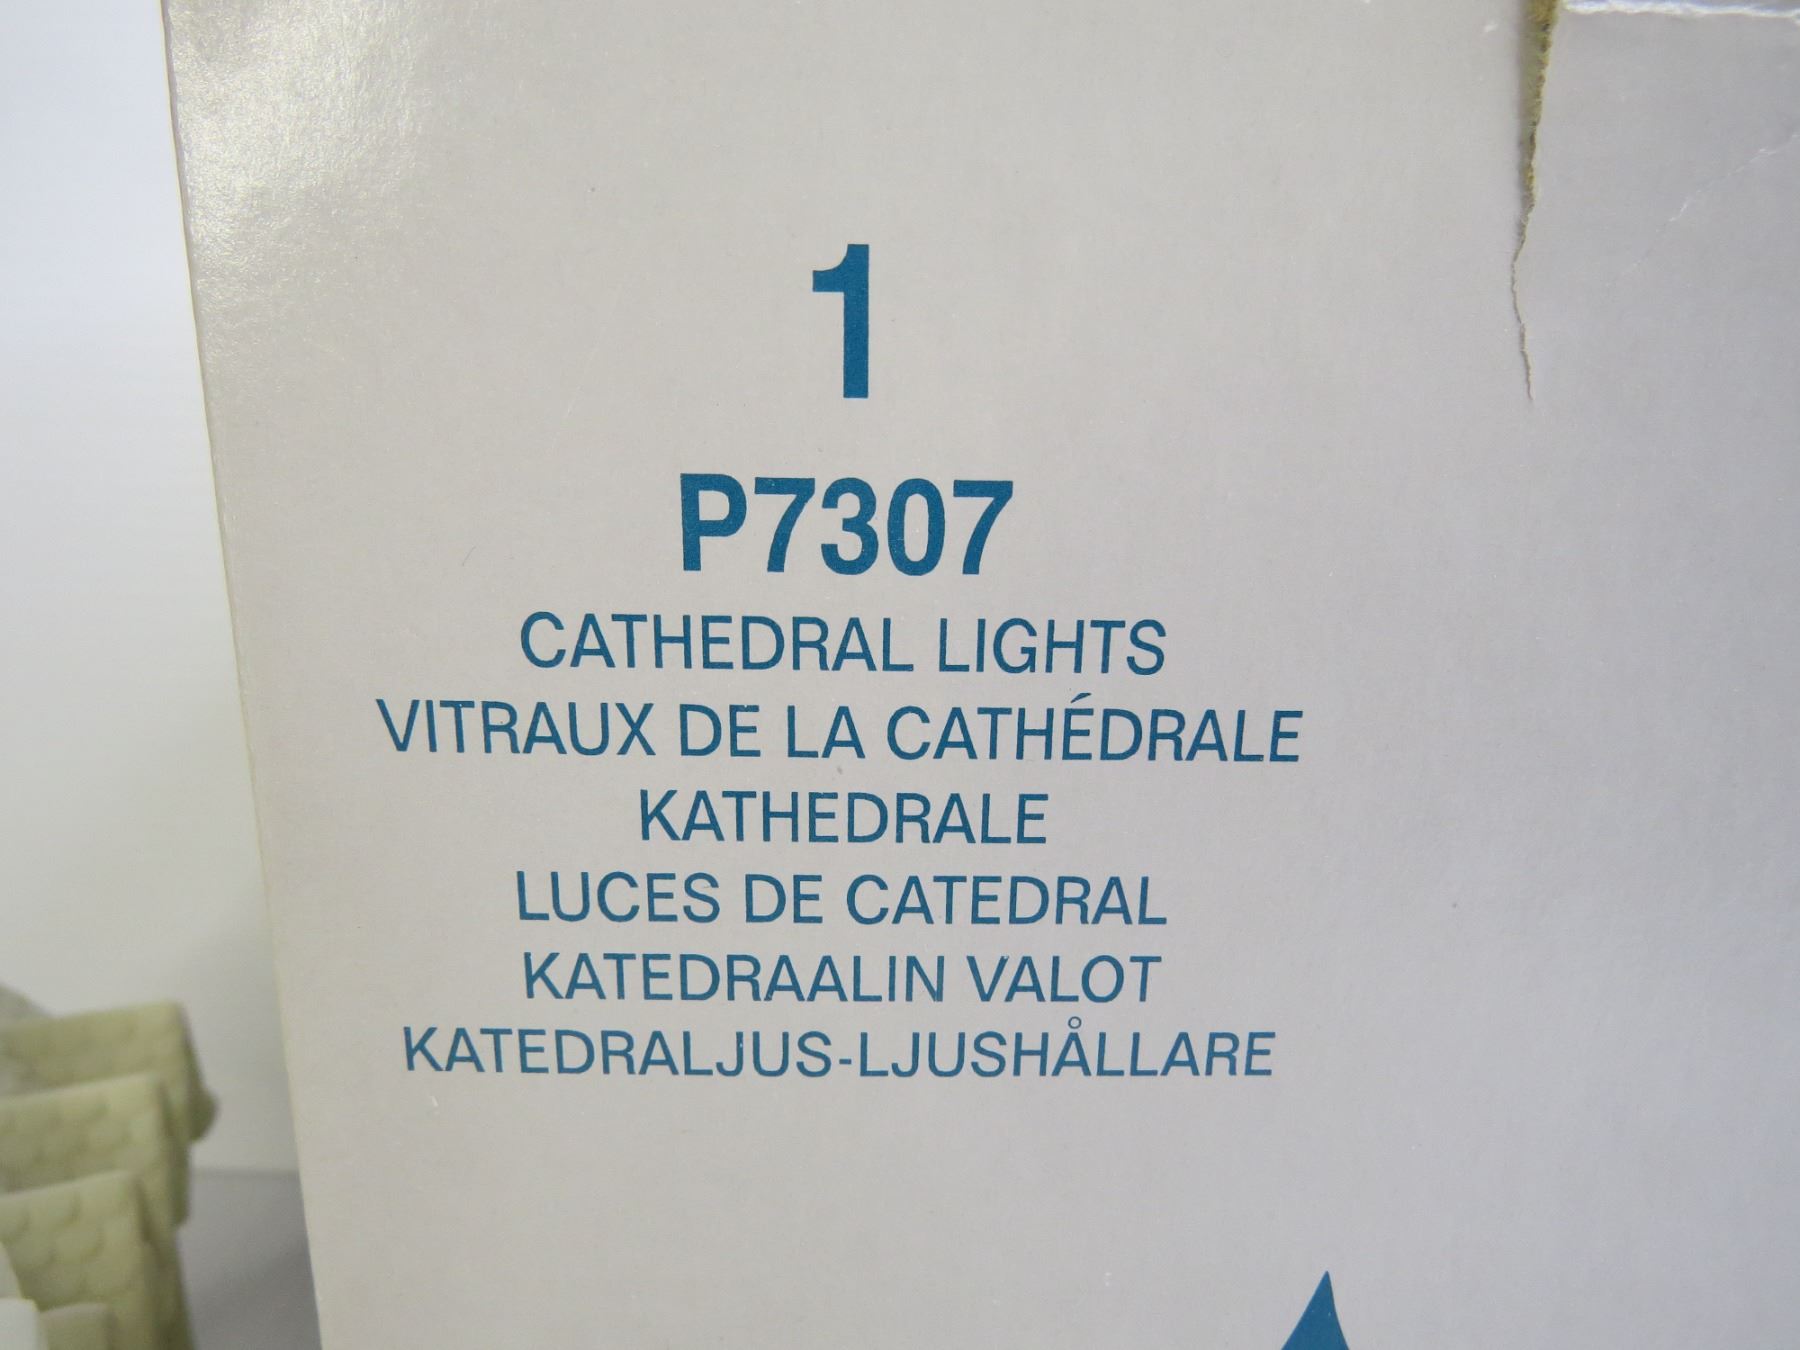 1
P7307
CATHEDRAL LIGHTS
VITRAUX DE LA CATHÉDRALE
KATHEDRALE
LUCES DE CATEDRAL
KATEDRAALIN VALOT
KATEDRALJUS-LJUSHÅLLARE